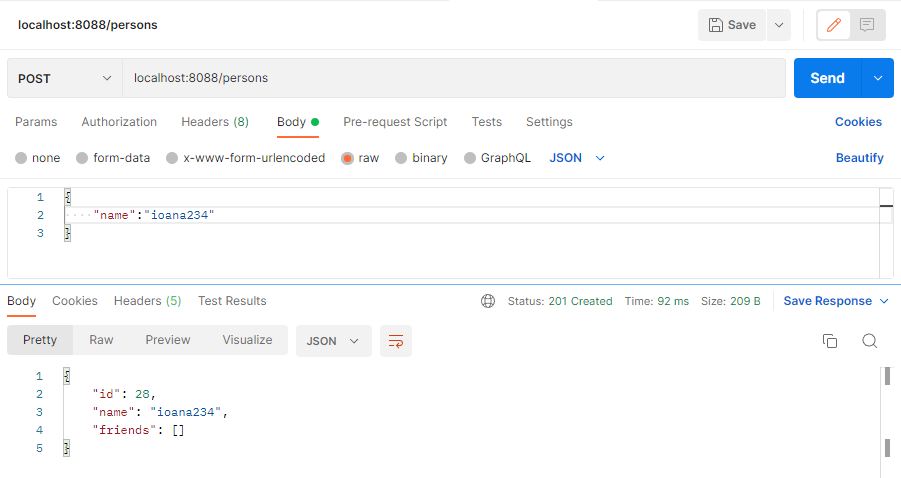 localhost:8088/persons Save
POST localhost:8088/persons Send
Params Authorization Headers (8) Body Pre-request Script Tests Settings Cookies
none form-data x-www-form-urlencoded raw binary GraphQL JSON Beautify
1 {
2 "name":"ioana234"
3 }
Body Cookies Headers (5) Test Results Status: 201 Created Time: 92 ms Size: 209 B Save Response
Pretty Raw Preview Visualize JSON
1 {
2 "id": 28,
3 "name": "ioana234",
4 "friends": []
5 }